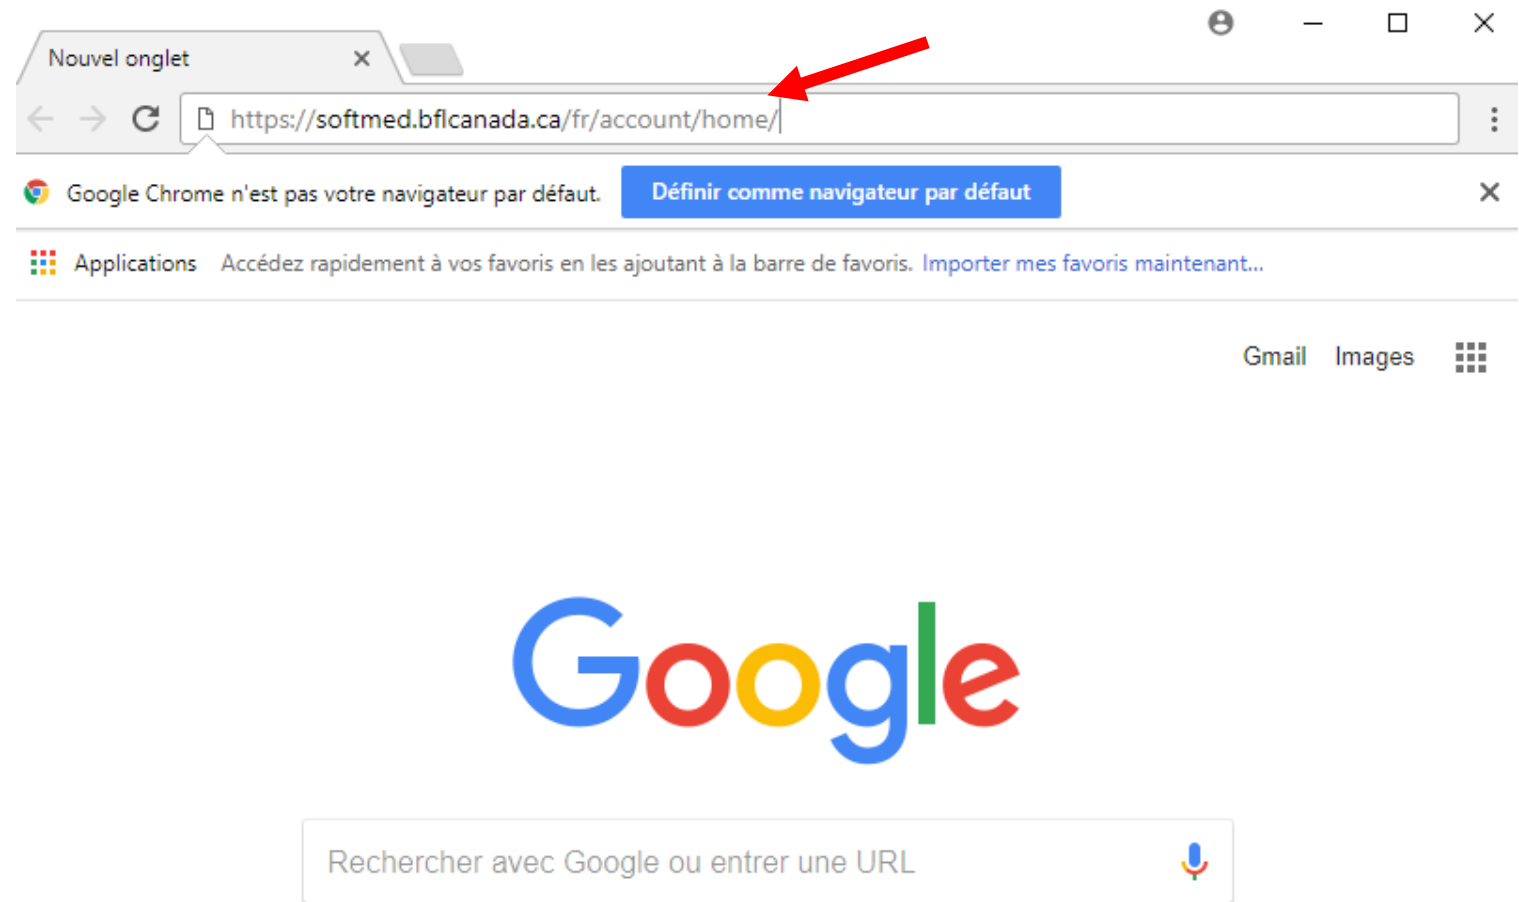 Nouvel onglet
https://softmed.bflcanada.ca/fr/account/home/
Google Chrome n'est pas votre navigateur par défaut. Définir comme navigateur par défaut
Applications Accédez rapidement à vos favoris en les ajoutant à la barre de favoris. Importer mes favoris maintenant...
Gmail Images
Google
Rechercher avec Google ou entrer une URL